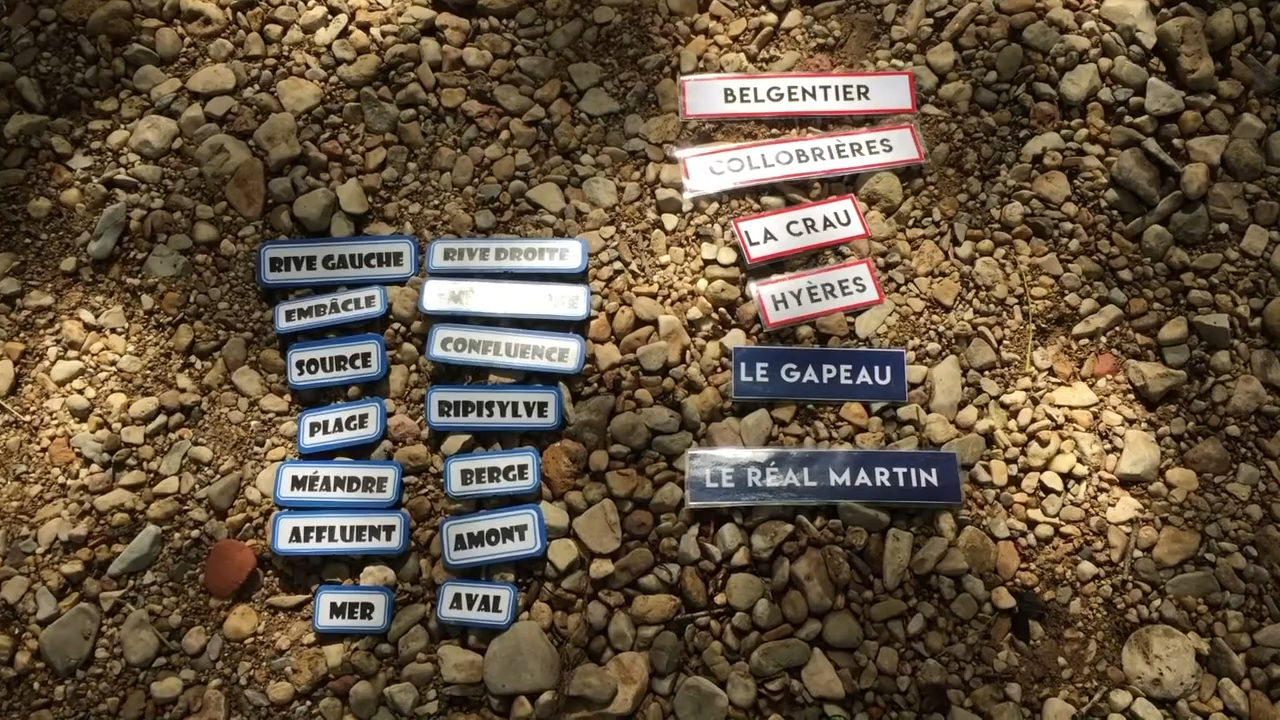 RIVE GAUCHE
EMBÂCLE
SOURCE
PLAGE
MÉANDRE
AFFLUENT
MER
RIVE DROITE
CONFLUENCE
RIPISYLVE
BERGE
AMONT
AVAL
BELGENTIER
COLLOBRIÈRES
LA CRAU
HYÈRES
LE GAPEAU
LE RÉAL MARTIN